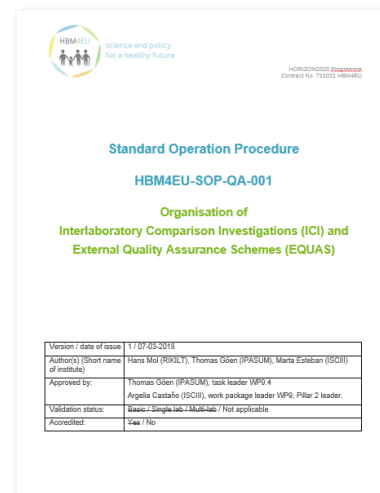 HBM4EU
science and policy
for a healthy future
HORIZON2020 Programme
Contract No. 733032 HBM4EU
Standard Operation Procedure
HBM4EU-SOP-QA-001
Organisation of
Interlaboratory Comparison Investigations (ICI) and
External Quality Assurance Schemes (EQUAS)
Version / date of issue 1 / 07-03-2018
Author(s) (Short name Hans Mol (RIKILT), Thomas Göen (IPASUM), Marta Esteban (ISCIII)
of institute)
Approved by: Thomas Göen (IPASUM), task leader WP9.4
Argelia Castaño (ISCIII), work package leader WP9, Pillar 2 leader.
Validation status: Basic / Single lab / Multi-lab / Not applicable
Accredited: Yes / No